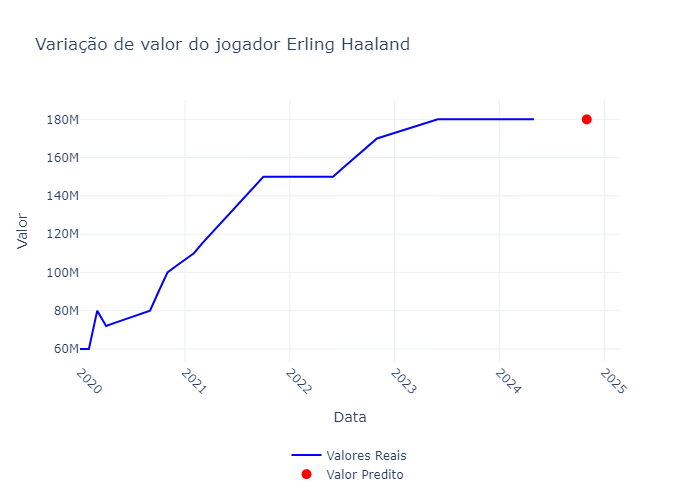 Variação de valor do jogador Erling Haaland
Valor
180M
160M
140M
120M
100M
80M
60M
2020
2021
2022
2023
2024
2025
Data
Valores Reais
Valor Predito